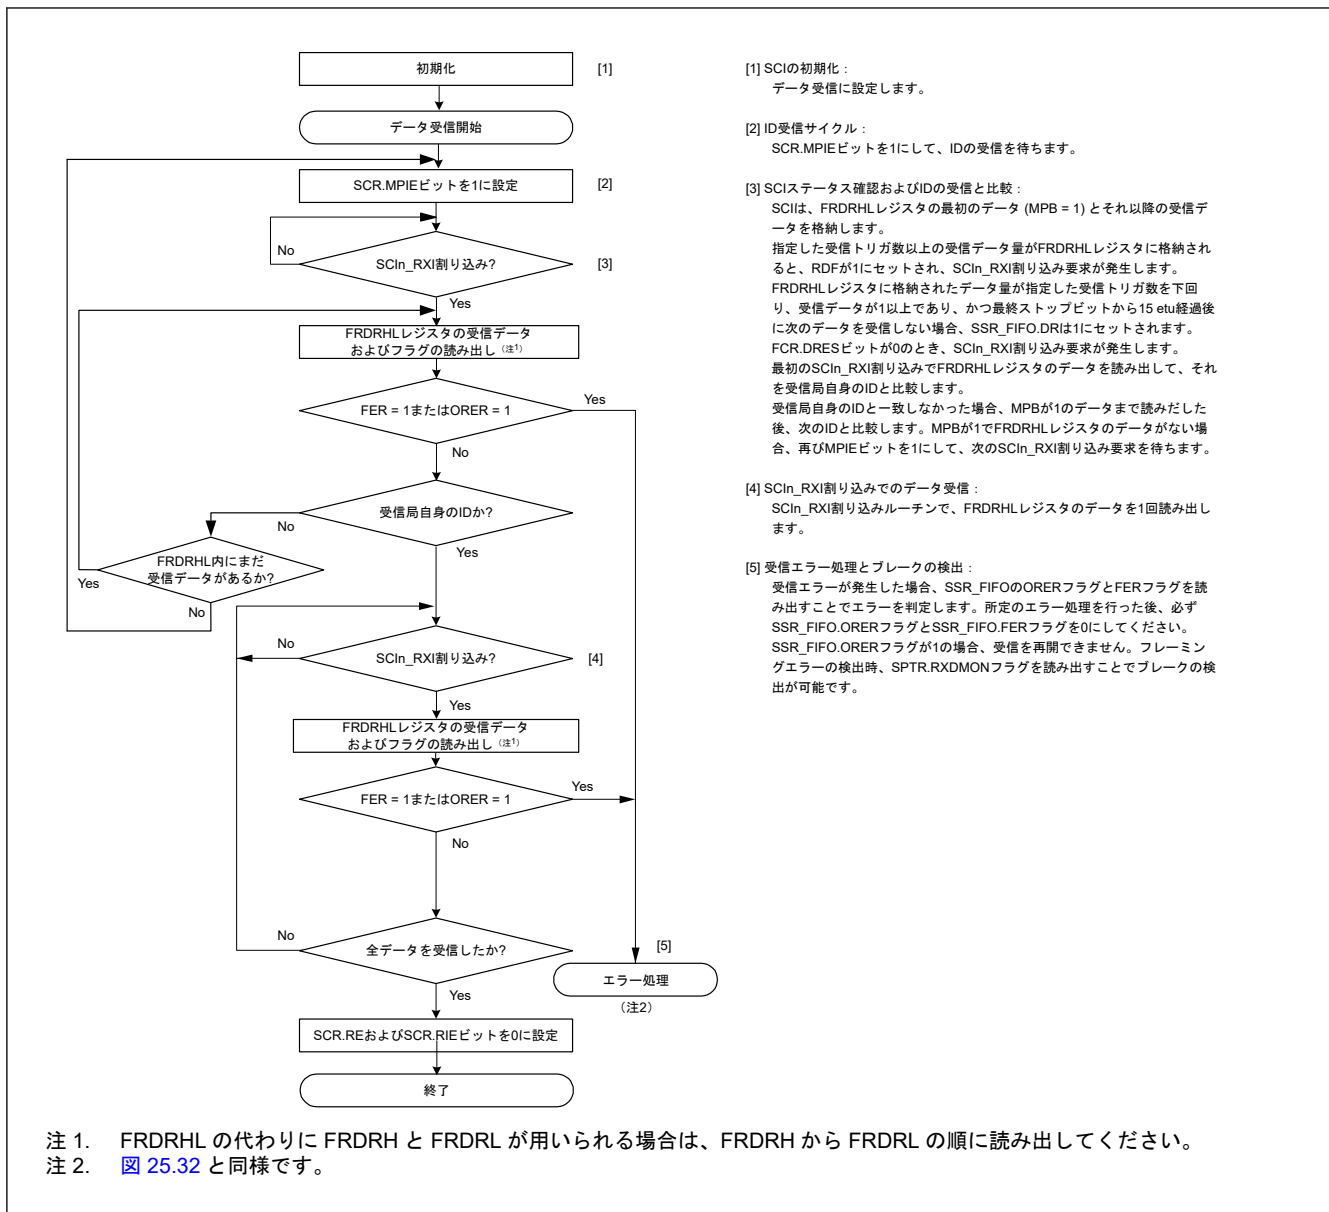 初期化
[1]
データ受信開始
SCR.MPIEビットを1に設定
[2]
No
SCIn_RXI割り込み?
[3]
Yes
FRDRHLレジスタの受信データ
およびフラグの読み出し（注1）
FER = 1またはORER = 1
Yes
No
受信局自身のIDか?
No
Yes
FRDRHL内にまだ
受信データがあるか?
Yes
No
No
SCIn_RXI割り込み?
[4]
Yes
FRDRHLレジスタの受信データ
およびフラグの読み出し（注1）
FER = 1またはORER = 1
Yes
No
No
全データを受信したか?
[5]
エラー処理
（注2）
Yes
SCR.REおよびSCR.RIEビットを0に設定
終了
[1] SCIの初期化：
データ受信に設定します。
[2] ID受信サイクル：
SCR.MPIEビットを1にして、IDの受信を待ちます。
[3] SCIステータス確認およびIDの受信と比較：
SCIは、FRDRHLレジスタの最初のデータ (MPB = 1) とそれ以降の受信デ
ータを格納します。
指定した受信トリガ数以上の受信データ量がFRDRHLレジスタに格納され
ると、RDFが1にセットされ、SCIn_RXI割り込み要求が発生します。
FRDRHLレジスタに格納されたデータ量が指定した受信トリガ数を下回
り、受信データが1以上であり、かつ最終ストップビットから15 etu経過後
に次のデータを受信しない場合、SSR_FIFO.DRは1にセットされます。
FCR.DRESビットが0のとき、SCIn_RXI割り込み要求が発生します。
最初のSCIn_RXI割り込みでFRDRHLレジスタのデータを読み出して、それ
を受信局自身のIDと比較します。
受信局自身のIDと一致しなかった場合、MPBが1のデータまで読みだした
後、次のIDと比較します。MPBが1でFRDRHLレジスタのデータがない場
合、再びMPIEビットを1にして、次のSCIn_RXI割り込み要求を待ちます。
[4] SCIn_RXI割り込みでのデータ受信：
SCIn_RXI割り込みルーチンで、FRDRHLレジスタのデータを1回読み出し
ます。
[5] 受信エラー処理とブレークの検出：
受信エラーが発生した場合、SSR_FIFOのORERフラグとFERフラグを読
み出すことでエラーを判定します。所定のエラー処理を行った後、必ず
SSR_FIFO.ORERフラグとSSR_FIFO.FERフラグを0にしてください。
SSR_FIFO.ORERフラグが1の場合、受信を再開できません。フレーミン
グエラーの検出時、SPTR.RXDMONフラグを読み出すことでブレークの検
出が可能です。
注 1. FRDRHL の代わりに FRDRH と FRDRL が用いられる場合は、FRDRH から FRDRL の順に読み出してください。
注 2. 図 25.32 と同様です。